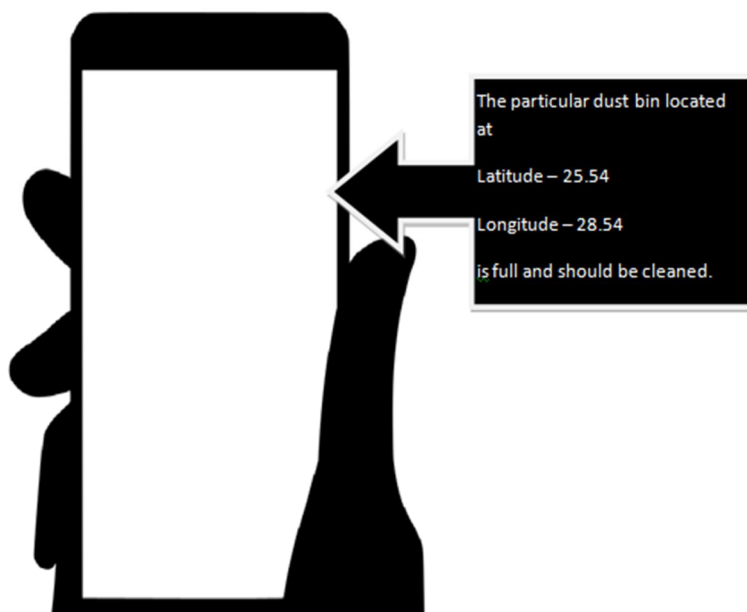 The particular dust bin located
at
Latitude – 25.54
Longitude – 28.54
is full and should be cleaned.